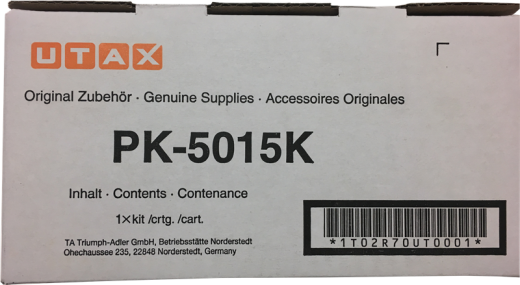 UTAX
Original Zubehör · Genuine Supplies · Accessoires Originales
PK-5015K
Inhalt · Contents · Contenance
1×kit /crtg. /cart.
TA Triumph-Adler GmbH, Betriebsstätte Norderstedt
Ohechaussee 235, 22848 Norderstedt, Germany
*1T02R70UT0001*